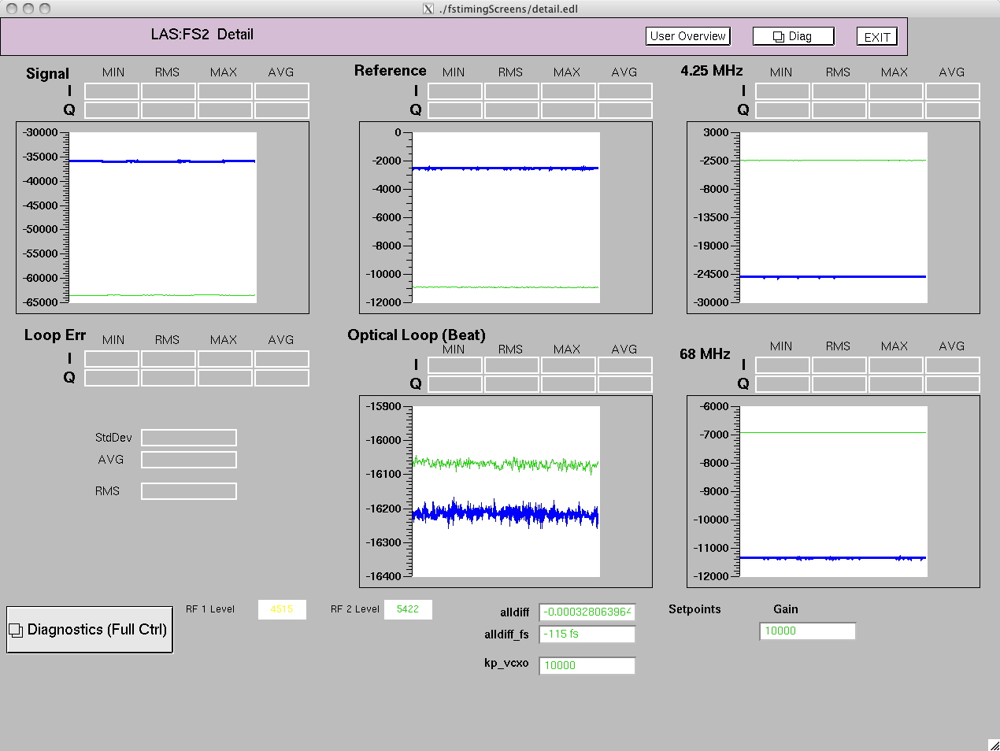 ./fstimingScreens/detail.edl
LAS:FS2 Detail
User Overview
Diag
EXIT
Signal MIN RMS MAX AVG
I
Q
-30000
-35000
-40000
-45000
-50000
-55000
-60000
-65000
Reference MIN RMS MAX AVG
I
Q
0
-2000
-4000
-6000
-8000
-10000
-12000
4.25 MHz MIN RMS MAX AVG
I
Q
3000
-2500
-8000
-13500
-19000
-24500
-30000
Loop Err MIN RMS MAX AVG
I
Q
StdDev
AVG
RMS
Optical Loop (Beat)
MIN RMS MAX AVG
I
Q
-15900
-16000
-16100
-16200
-16300
-16400
68 MHz MIN RMS MAX AVG
I
Q
-6000
-7000
-8000
-9000
-10000
-11000
-12000
Diagnostics (Full Ctrl)
RF 1 Level 4515
RF 2 Level 5422
alldiff -0.000328063964
alldiff_fs -115 fs
kp_vcxo 10000
Setpoints Gain
10000